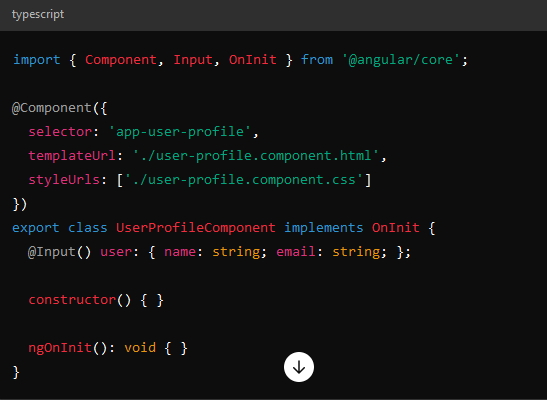 typescript
import { Component, Input, OnInit } from '@angular/core';
@Component({
  selector: 'app-user-profile',
  templateUrl: './user-profile.component.html',
  styleUrls: ['./user-profile.component.css']
})
export class UserProfileComponent implements OnInit {
  @Input() user: { name: string; email: string; };
  constructor() { }
  ngOnInit(): void { }
}